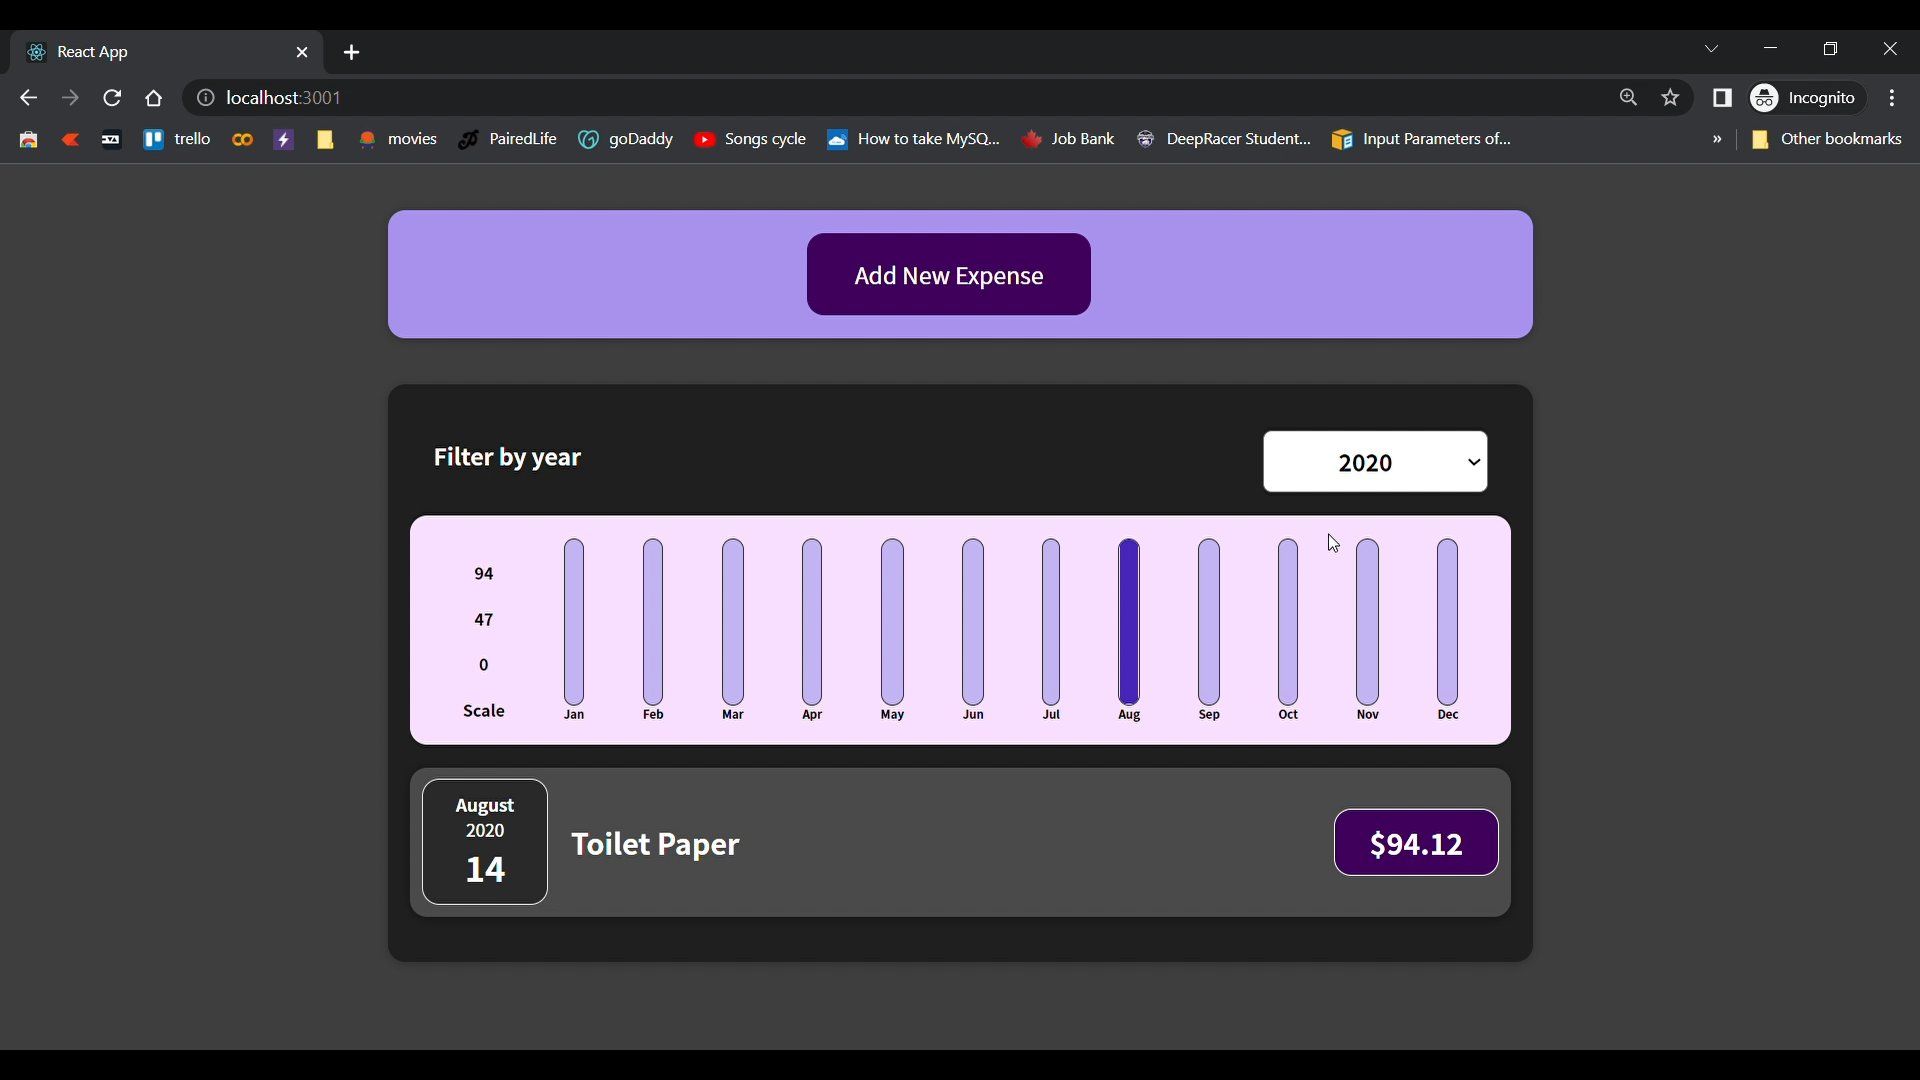 React App
localhost:3001
Incognito
trello
movies
PairedLife
goDaddy
Songs cycle
How to take MySQ...
Job Bank
DeepRacer Student...
Input Parameters of...
»
Other bookmarks
Add New Expense
Filter by year
2020
94
47
0
Scale
Jan Feb Mar Apr May Jun Jul Aug Sep Oct Nov Dec
August
2020
14
Toilet Paper
$94.12